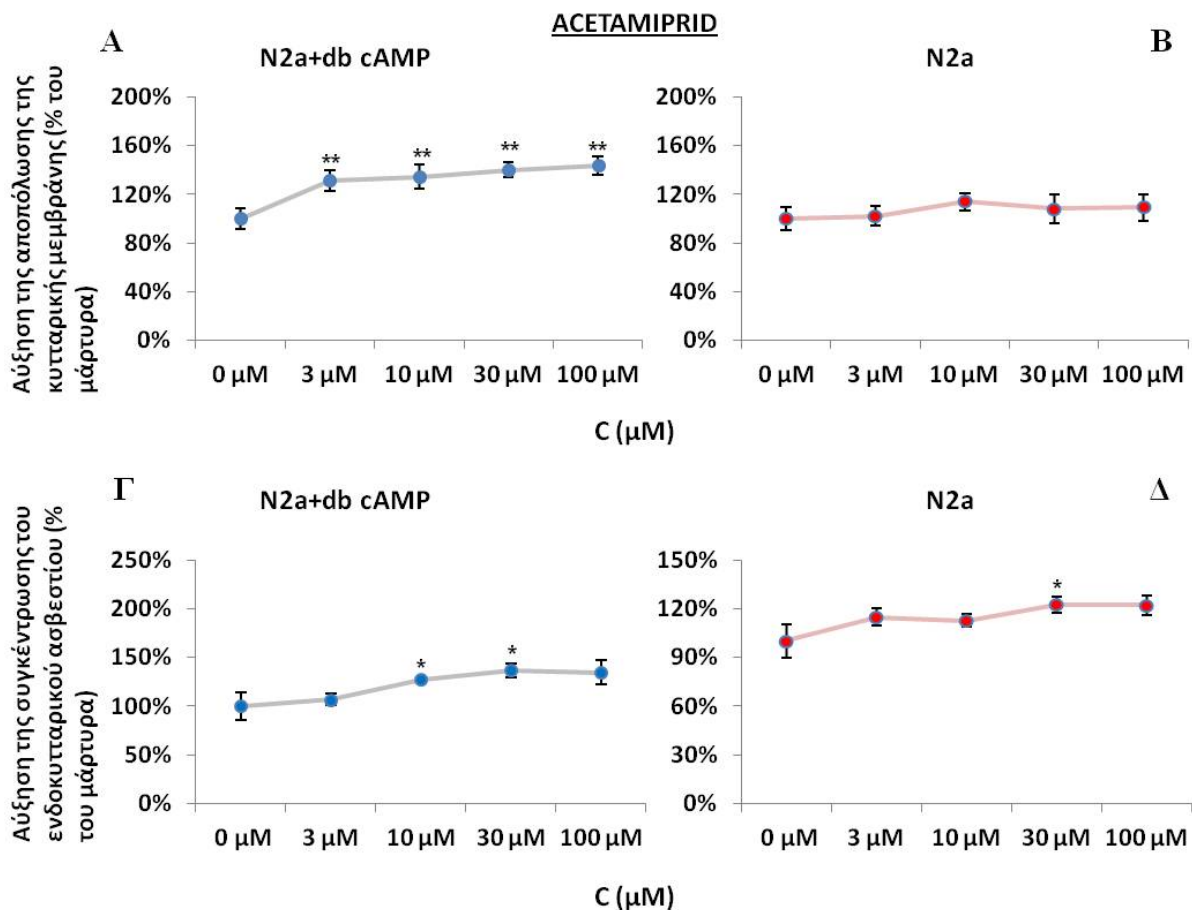 ACETAMIPRID
Α
N2a+db cAMP
Αύξηση της αποπόλωσης της
κυτταρικής μεμβράνης (% του
μάρτυρα)
200%
160%
120%
80%
40%
0%
**
**
**
**
0 μM 3 μM 10 μM 30 μM 100 μM
Β
N2a
200%
160%
120%
80%
40%
0%
0 μM 3 μM 10 μM 30 μM 100 μM
C (μM)
Γ
N2a+db cAMP
Αύξηση της συγκέντρωσης του
ενδοκυτταρικού ασβεστίου (%
του μάρτυρα)
250%
200%
150%
100%
50%
0%
*
*
0 μM 3 μM 10 μM 30 μM 100 μM
Δ
N2a
150%
120%
90%
60%
30%
0%
*
0 μM 3 μM 10 μM 30 μM 100 μM
C (μM)